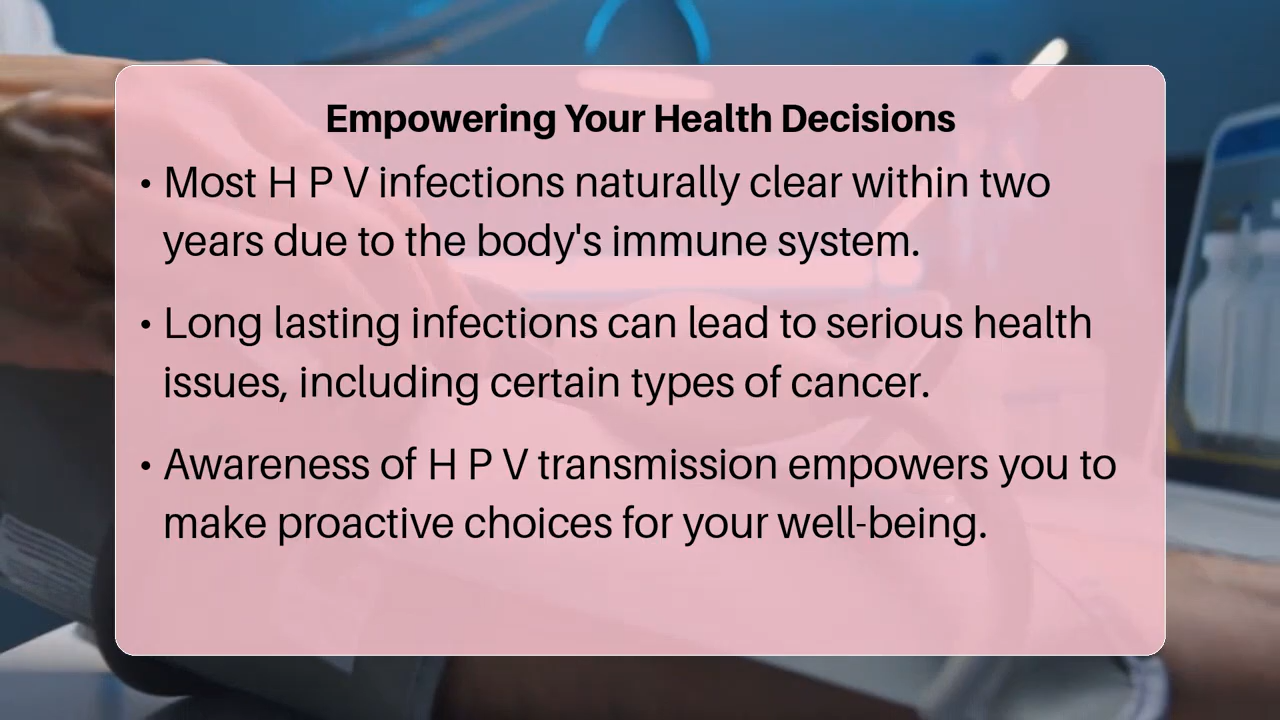 Empowering Your Health Decisions
• Most H P V infections naturally clear within two
years due to the body's immune system.
• Long lasting infections can lead to serious health
issues, including certain types of cancer.
• Awareness of H P V transmission empowers you to
make proactive choices for your well-being.